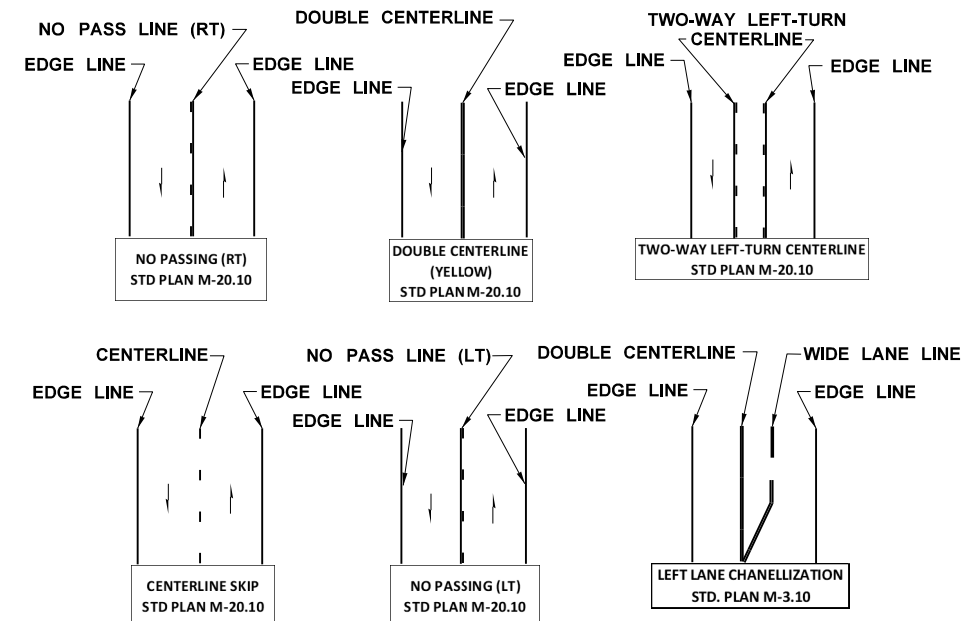 NO PASS LINE (RT)
EDGE LINE
EDGE LINE
NO PASSING (RT)
STD PLAN M-20.10
DOUBLE CENTERLINE
EDGE LINE
EDGE LINE
DOUBLE CENTERLINE
(YELLOW)
STD PLAN M-20.10
TWO-WAY LEFT-TURN
CENTERLINE
EDGE LINE
EDGE LINE
TWO-WAY LEFT-TURN CENTERLINE
STD PLAN M-20.10
CENTERLINE
EDGE LINE
EDGE LINE
CENTERLINE SKIP
STD PLAN M-20.10
NO PASS LINE (LT)
EDGE LINE
EDGE LINE
NO PASSING (LT)
STD PLAN M-20.10
DOUBLE CENTERLINE
WIDE LANE LINE
EDGE LINE
EDGE LINE
LEFT LANE CHANELLIZATION
STD. PLAN M-3.10